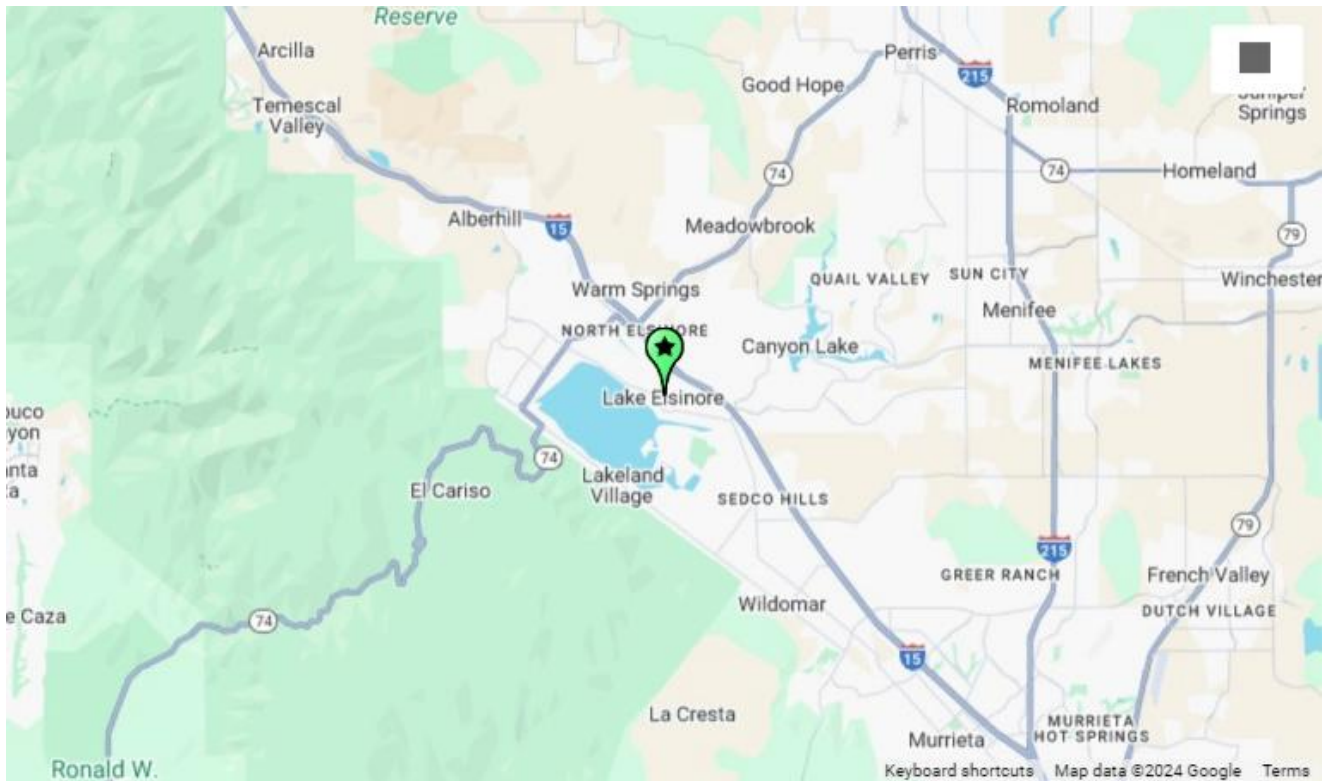 Reserve
Arcilla
Perris
215
Good Hope
Romoland
Temescal
Valley
Springs
74
74
Homeland
Alberhill
15
Meadowbrook
79
QUAIL VALLEY
SUN CITY
Winchester
Warm Springs
Menifee
NORTH ELSINORE
Canyon Lake
MENIFEE LAKES
Lake Elsinore
74
Lakeland
Village
El Cariso
SEDCO HILLS
79
215
GREER RANCH
French Valley
Wildomar
DUTCH VILLAGE
74
e Caza
15
La Cresta
MURRIETA
HOT SPRINGS
Murrieta
Ronald W.
Keyboard shortcuts Map data ©2024 Google Terms